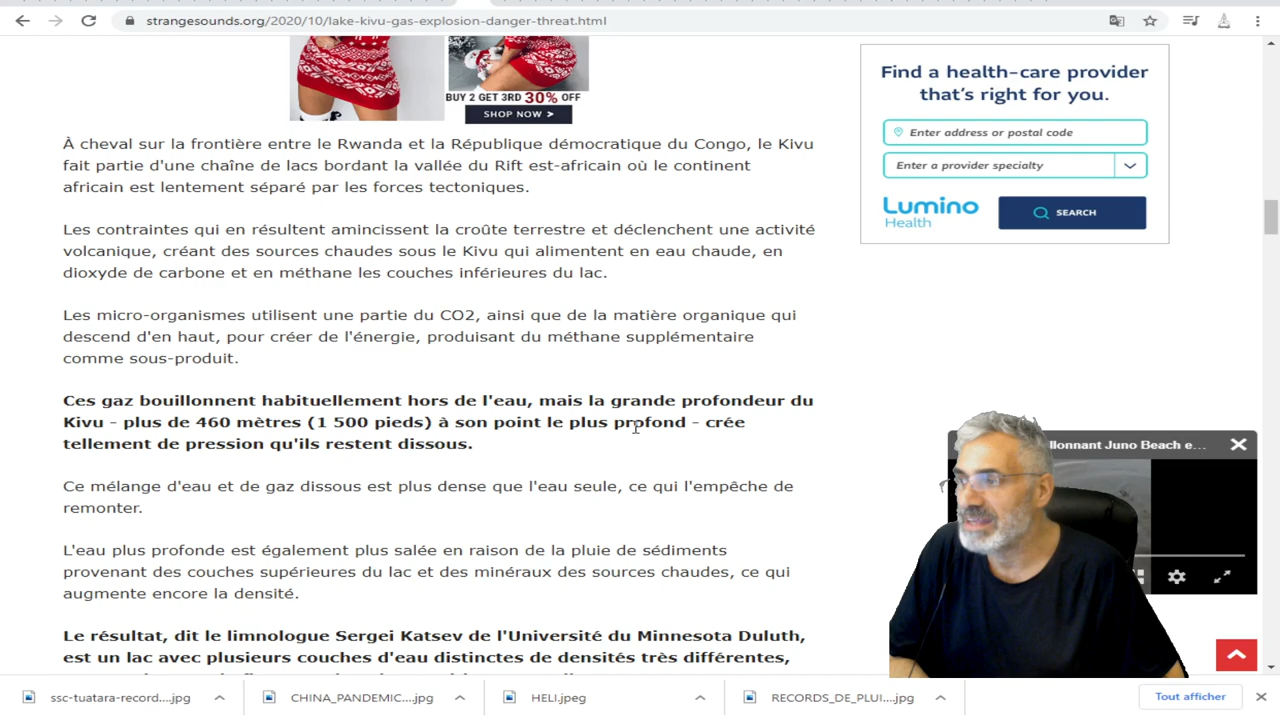 strangesounds.org/2020/10/lake-kivu-gas-explosion-danger-threat.html
BUY 2 GET 3RD 30% OFF
SHOP NOW >
Find a health-care provider
that's right for you.
Enter address or postal code
Enter a provider specialty
Lumino
Health
SEARCH
À cheval sur la frontière entre le Rwanda et la République démocratique du Congo, le Kivu
fait partie d'une chaîne de lacs bordant la vallée du Rift est-africain où le continent
africain est lentement séparé par les forces tectoniques.
Les contraintes qui en résultent amincissent la croûte terrestre et déclenchent une activité
volcanique, créant des sources chaudes sous le Kivu qui alimentent en eau chaude, en
dioxyde de carbone et en méthane les couches inférieures du lac.
Les micro-organismes utilisent une partie du CO2, ainsi que de la matière organique qui
descend d'en haut, pour créer de l'énergie, produisant du méthane supplémentaire
comme sous-produit.
Ces gaz bouillonnent habituellement hors de l'eau, mais la grande profondeur du
Kivu - plus de 460 mètres (1 500 pieds) à son point le plus profond - crée
tellement de pression qu'ils restent dissous.
Ce mélange d'eau et de gaz dissous est plus dense que l'eau seule, ce qui l'empêche de
remonter.
L'eau plus profonde est également plus salée en raison de la pluie de sédiments
provenant des couches supérieures du lac et des minéraux des sources chaudes, ce qui
augmente encore la densité.
Le résultat, dit le limnologue Sergei Katsev de l'Université du Minnesota Duluth,
est un lac avec plusieurs couches d'eau distinctes de densités très différentes,
llonnant Juno Beach e...
ssc-tuatara-record....jpg
CHINA_PANDEMIC....jpg
HELI.jpeg
RECORDS_DE_PLUI....jpg
Tout afficher